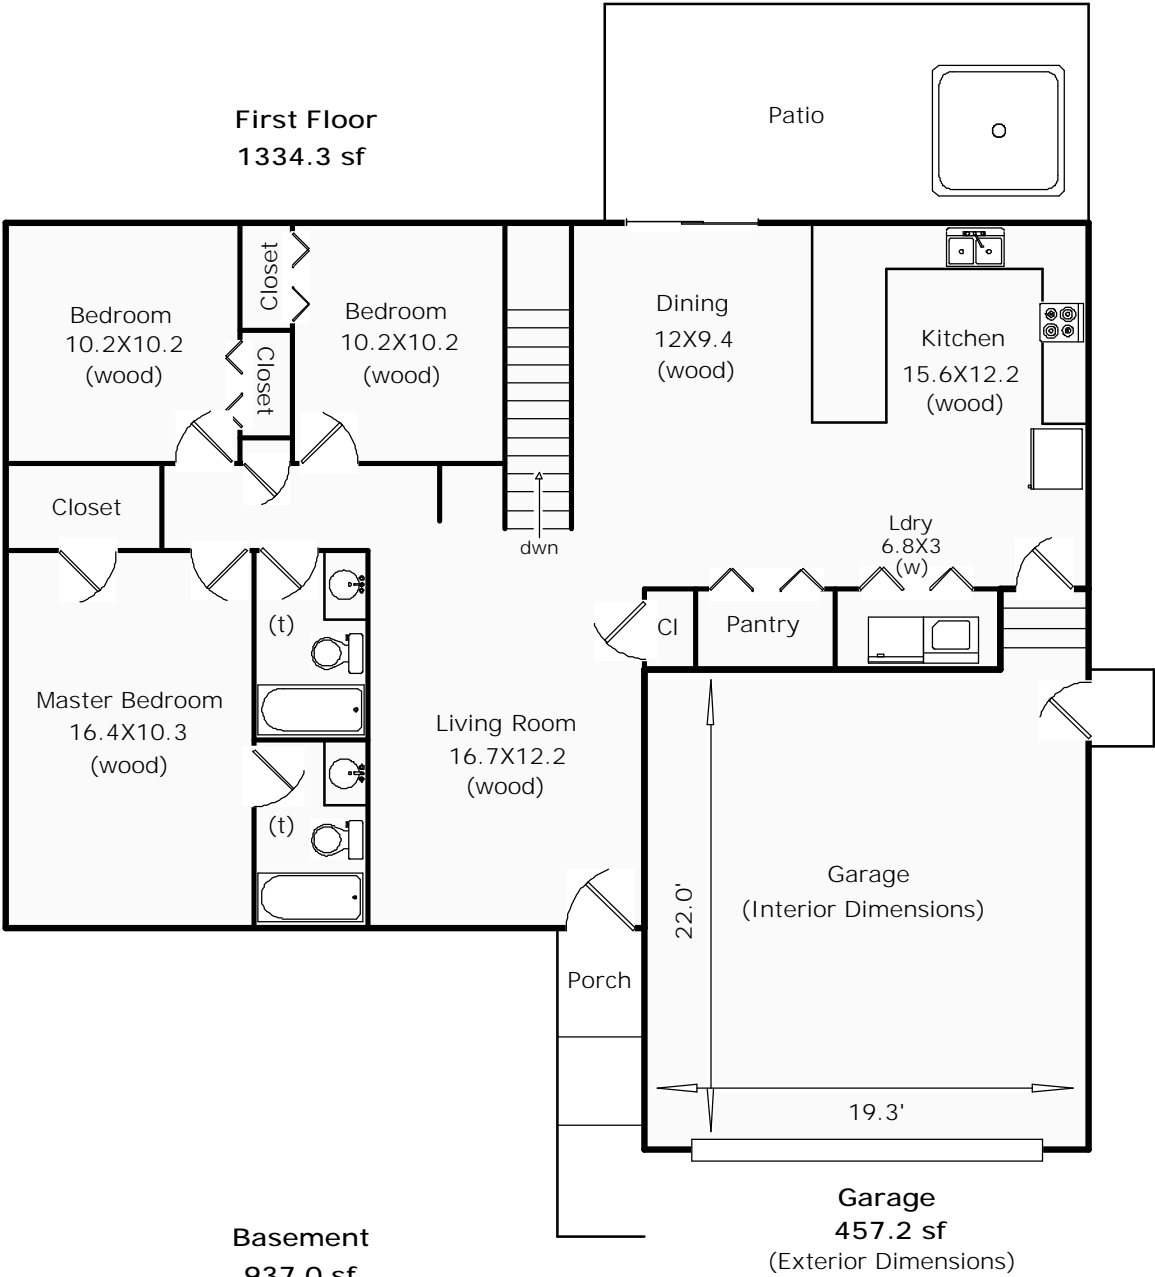 First Floor
1334.3 sf
Patio
Bedroom
10.2X10.2
(wood)
Closet
Closet
Bedroom
10.2X10.2
(wood)
Dining
12X9.4
(wood)
Kitchen
15.6X12.2
(wood)
Closet
dwn
Ldry
6.8X3
(w)
(t)
Cl
Pantry
Master Bedroom
16.4X10.3
(wood)
Living Room
16.7X12.2
(wood)
(t)
Garage
(Interior Dimensions)
22.0'
Porch
19.3'
Garage
457.2 sf
(Exterior Dimensions)
Basement
937.0 sf